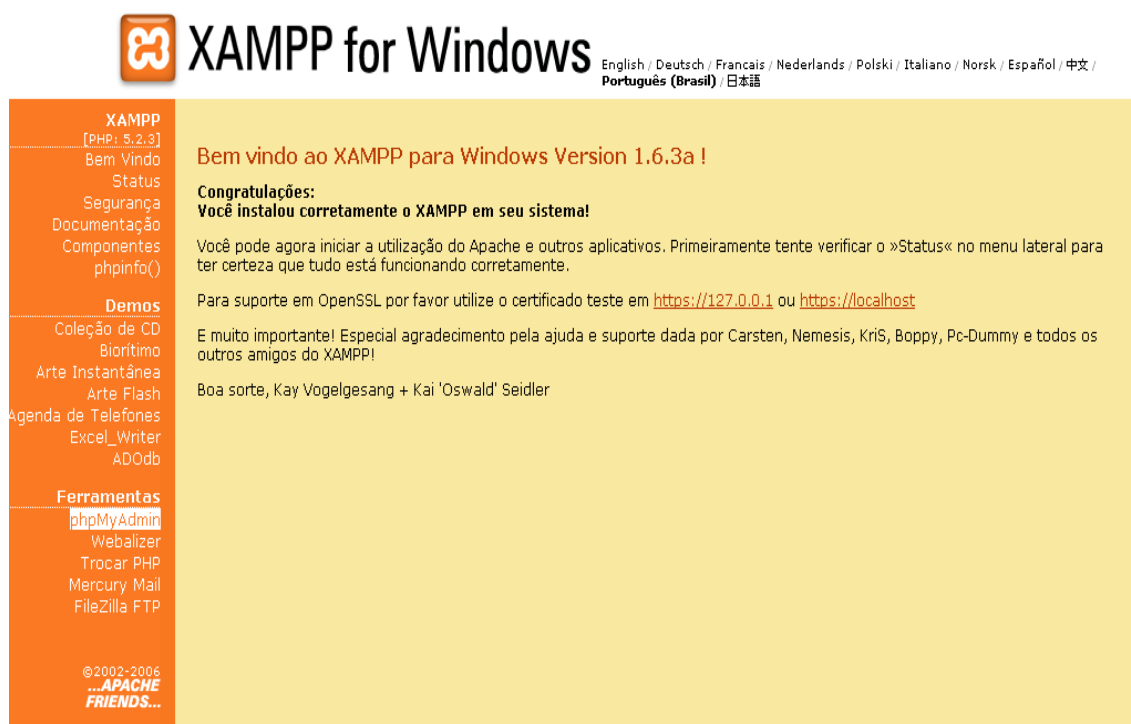 XAMPP for Windows
English / Deutsch / Francais / Nederlands / Polski / Italiano / Norsk / Español / 中文 /
Português (Brasil) / 日本語
XAMPP
[PHP: 5.2.3]
Bem Vindo
Status
Segurança
Documentação
Componentes
phpinfo()
Demos
Coleção de CD
Biorítimo
Arte Instantânea
Arte Flash
Agenda de Telefones
Excel_Writer
ADOdb
Ferramentas
phpMyAdmin
Webalizer
Trocar PHP
Mercury Mail
FileZilla FTP
©2002-2006
...APACHE
FRIENDS...
Bem vindo ao XAMPP para Windows Version 1.6.3a !
Congratulações:
Você instalou corretamente o XAMPP em seu sistema!
Você pode agora iniciar a utilização do Apache e outros aplicativos. Primeiramente tente verificar o »Status« no menu lateral para
ter certeza que tudo está funcionando corretamente.
Para suporte em OpenSSL por favor utilize o certificado teste em https://127.0.0.1 ou https://localhost
E muito importante! Especial agradecimento pela ajuda e suporte dada por Carsten, Nemesis, KriS, Boppy, Pc-Dummy e todos os
outros amigos do XAMPP!
Boa sorte, Kay Vogelgesang + Kai 'Oswald' Seidler